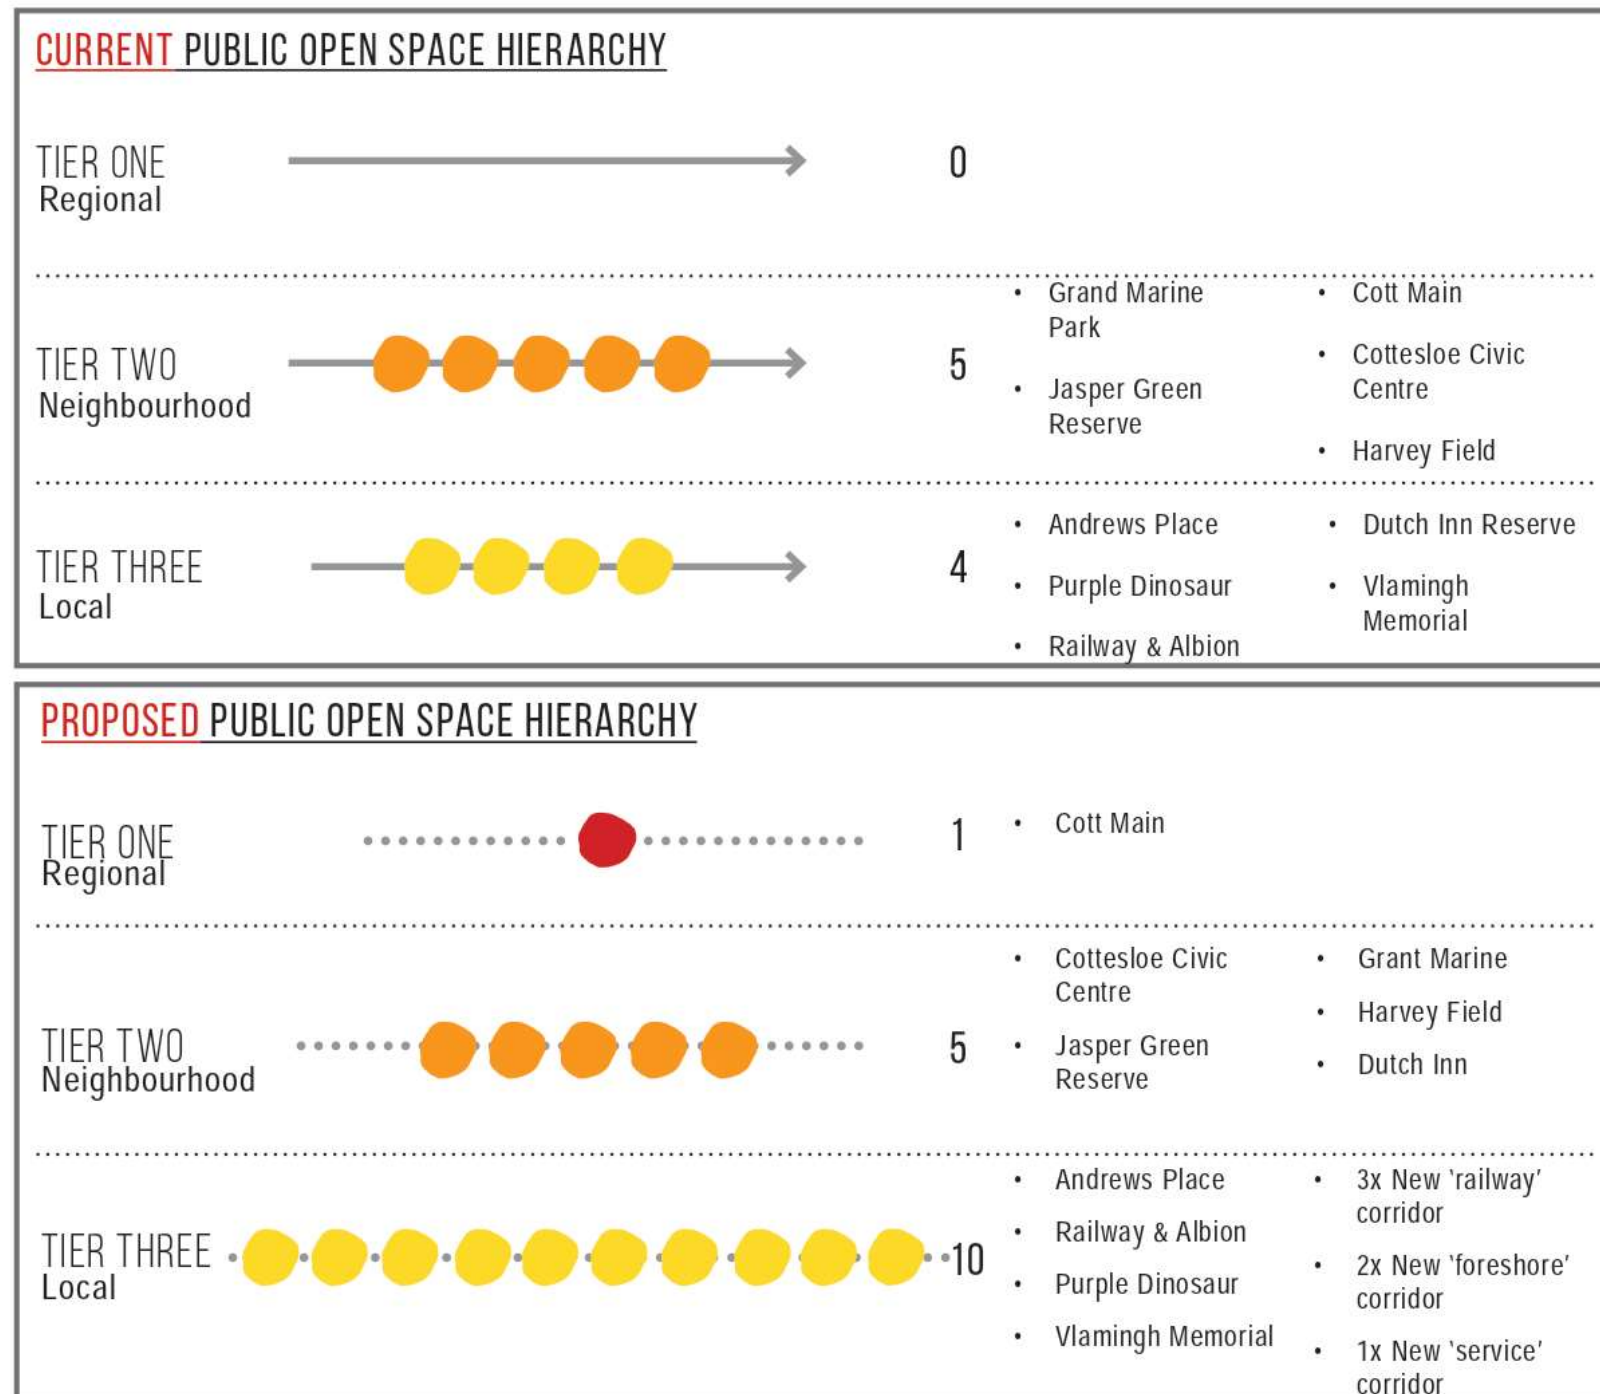 CURRENT PUBLIC OPEN SPACE HIERARCHY
TIER ONE
Regional
0
TIER TWO
Neighbourhood
5
• Grand Marine
Park
• Jasper Green
Reserve
• Cott Main
• Cottesloe Civic
Centre
• Harvey Field
TIER THREE
Local
4
• Andrews Place
• Purple Dinosaur
• Railway & Albion
• Dutch Inn Reserve
• Vlamingh
Memorial
PROPOSED PUBLIC OPEN SPACE HIERARCHY
TIER ONE
Regional
1
• Cott Main
TIER TWO
Neighbourhood
5
• Cottesloe Civic
Centre
• Jasper Green
Reserve
• Grant Marine
• Harvey Field
• Dutch Inn
TIER THREE
Local
10
• Andrews Place
• Railway & Albion
• Purple Dinosaur
• Vlamingh Memorial
• 3x New ‛railway’
corridor
• 2x New ‛foreshore’
corridor
• 1x New ‛service’
corridor